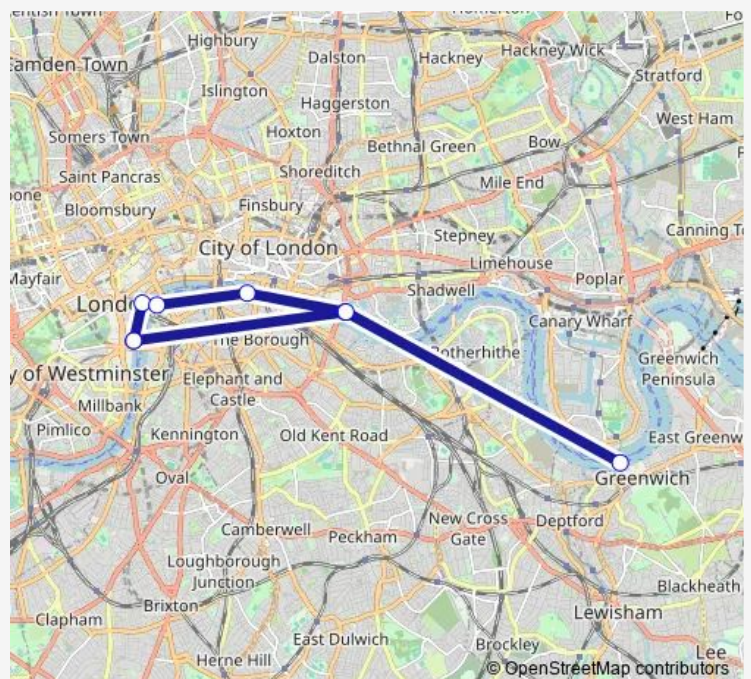 Highbury
Dalston
Hackney
Hackney Wick
Camden Town
Stratford
Islington
Haggerston
West Ham
Somers Town
Hoxton
Bethnal Green
Bow
Saint Pancras
Shoreditch
Mile End
Bloomsbury
Finsbury
City of London
Stepney
Canning T
Limehouse
Mayfair
Poplar
Shadwell
Lond
Canary Wharf
The Borough
Rotherhithe
Greenwich
Peninsula
y of Westminster
Elephant and
Castle
Millbank
Pimlico
Kennington
Old Kent Road
East Greenw
Oval
Greenwich
New Cross
Gate
Deptford
Camberwell
Peckham
Loughborough
Junction
Blackheath
Brixton
Lewisham
Clapham
East Dulwich
Brockley
Lee
Herne Hill
© OpenStreetMap contributors